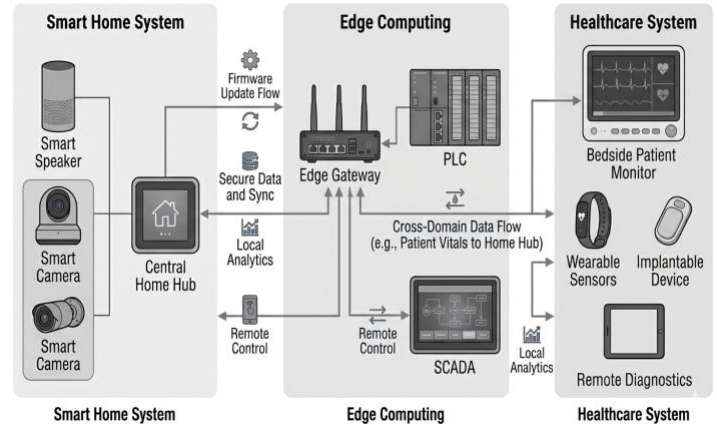 Smart Home System
Edge Computing
Healthcare System
Smart
Speaker
Smart
Camera
Smart
Camera
Central
Home Hub
Firmware
Update Flow
Secure Data
and Sync
Local
Analytics
Remote
Control
Edge Gateway
PLC
Cross-Domain Data Flow
(e.g., Patient Vitals to Home Hub)
Remote
Control
SCADA
Bedside Patient
Monitor
Wearable
Sensors
Implantable
Device
Local
Analytics
Remote Diagnostics
Smart Home System
Edge Computing
Healthcare System